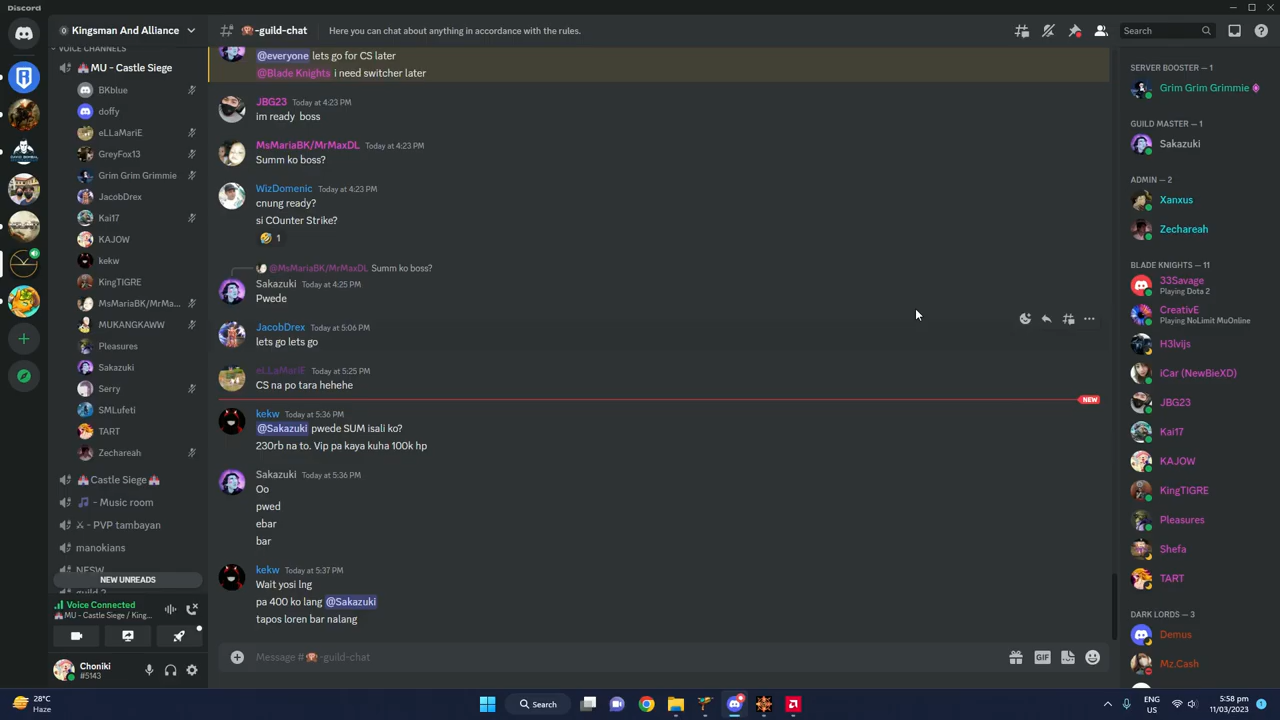 Discord
Kingsman And Alliance
-guild-chat
Here you can chat about anything in accordance with the rules.
Search
VOICE CHANNELS
MU - Castle Siege
BKblue
doffy
eLLaMariE
GreyFox13
Grim Grim Grimmie
JacobDrex
Kai17
KAJOW
kekw
KingTIGRE
MsMariaBK/MrMa...
MUKANGKAWW
Pleasures
Sakazuki
Serry
SMLufeti
TART
Zechareah
Castle Siege
- Music room
- PVP tambayan
manokians
NFSW
guild 2
NEW UNREADS
Voice Connected
MU - Castle Siege / King...
Choniki
#5143
@everyone lets go for CS later
@Blade Knights i need switcher later
JBG23 Today at 4:23 PM
im ready boss
MsMariaBK/MrMaxDL Today at 4:23 PM
Summ ko boss?
WizDomenic Today at 4:23 PM
cnung ready?
si COunter Strike?
1
@MsMariaBK/MrMaxDL Summ ko boss?
Sakazuki Today at 4:25 PM
Pwede
JacobDrex Today at 5:06 PM
lets go lets go
eLLaMariE Today at 5:25 PM
CS na po tara hehehe
NEW
kekw Today at 5:36 PM
@Sakazuki pwede SUM isali ko?
230rb na to. Vip pa kaya kuha 100k hp
Sakazuki Today at 5:36 PM
Oo
pwed
ebar
bar
kekw Today at 5:37 PM
Wait yosi lng
pa 400 ko lang @Sakazuki
tapos loren bar nalang
Message # -guild-chat
GIF
SERVER BOOSTER — 1
Grim Grim Grimmie
GUILD MASTER — 1
Sakazuki
ADMIN — 2
Xanxus
Zechareah
BLADE KNIGHTS — 11
33Savage
Playing Dota 2
CreativE
Playing NoLimit MuOnline
H3lvijs
iCar (NewBieXD)
JBG23
Kai17
KAJOW
KingTIGRE
Pleasures
Shefa
TART
DARK LORDS — 3
Demus
Mz.Cash
28°C
Haze
Search
ENG
US
5:58 pm
11/03/2023
1